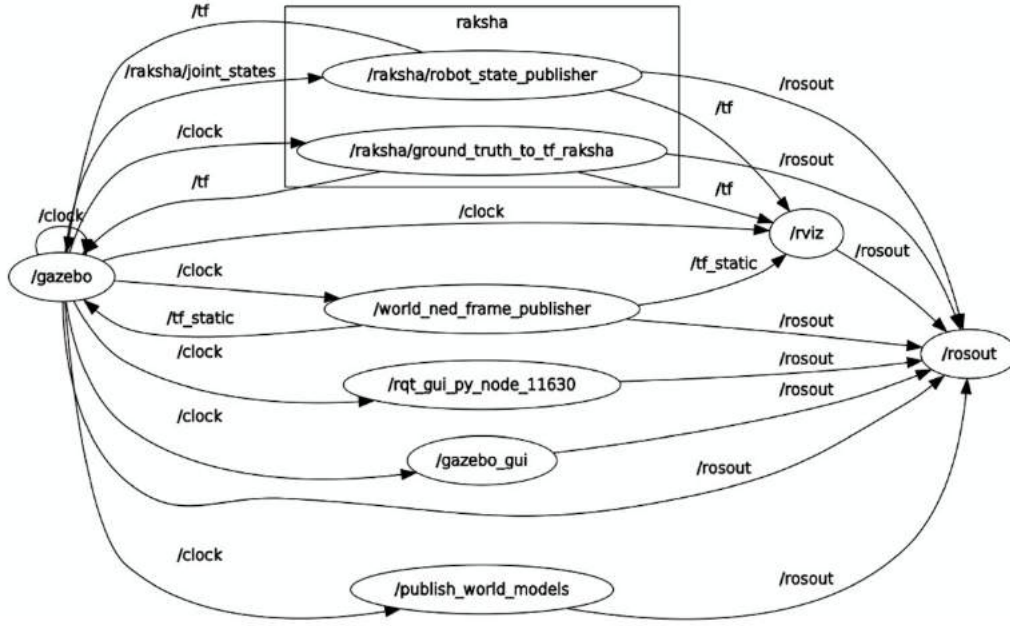 /tf
raksha
/raksha/joint_states
/raksha/robot_state_publisher
/rosout
/tf
/clock
/raksha/ground_truth_to_tf_raksha
/rosout
/tf
/tf
/clock
/clock
/rviz
/rosout
/gazebo
/clock
/tf_static
/world_ned_frame_publisher
/tf_static
/rosout
/rosout
/clock
/rosout
/rqt_gui_py_node_11630
/rosout
/clock
/gazebo_gui
/rosout
/clock
/publish_world_models
/rosout